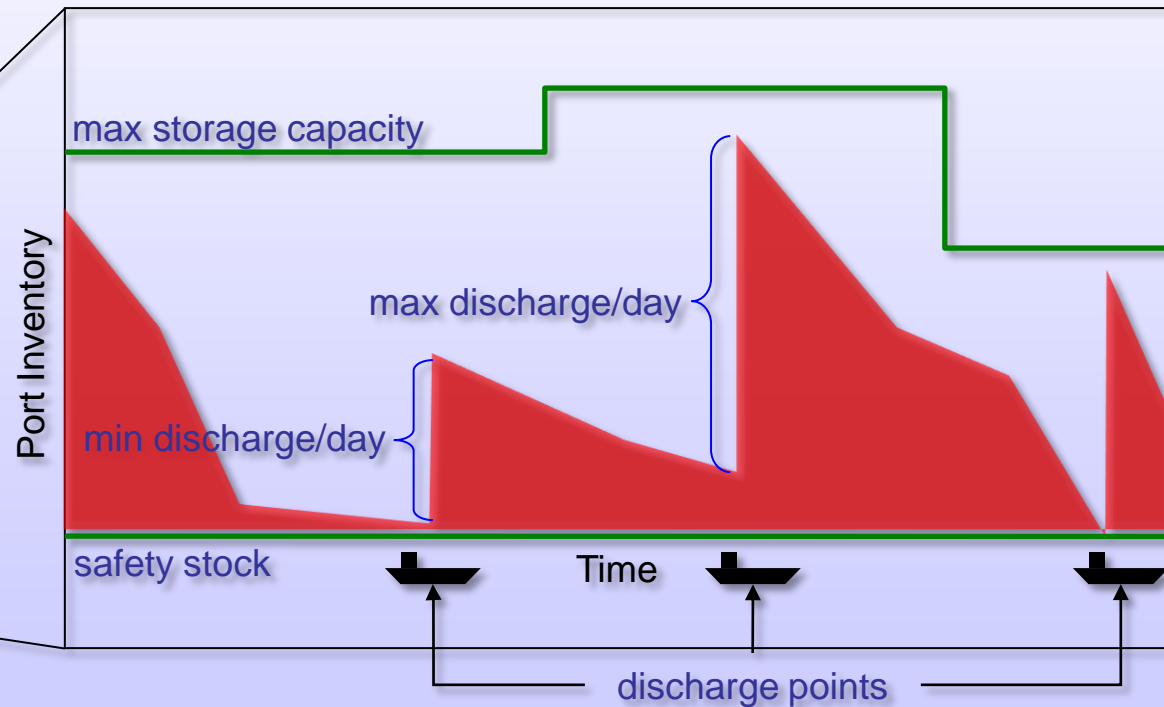 max storage capacity
Port Inventory
max discharge/day
min discharge/day
safety stock
Time
discharge points